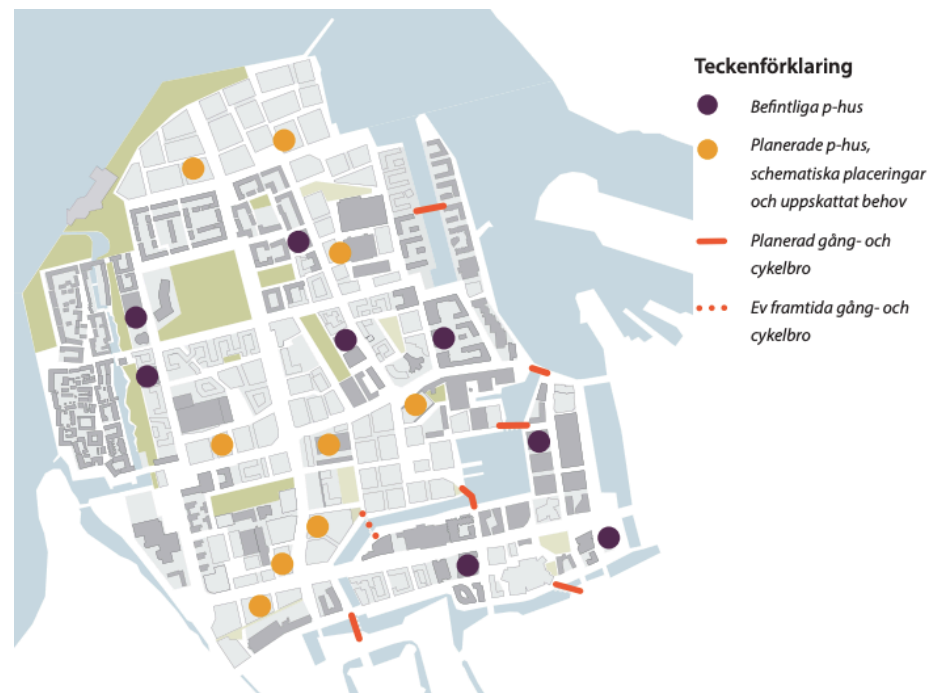 Teckenförklaring
Befintliga p-hus
Planerade p-hus,
schematiska placeringar
och uppskattat behov
Planerad gång- och
cykelbro
Ev framtida gång- och
cykelbro